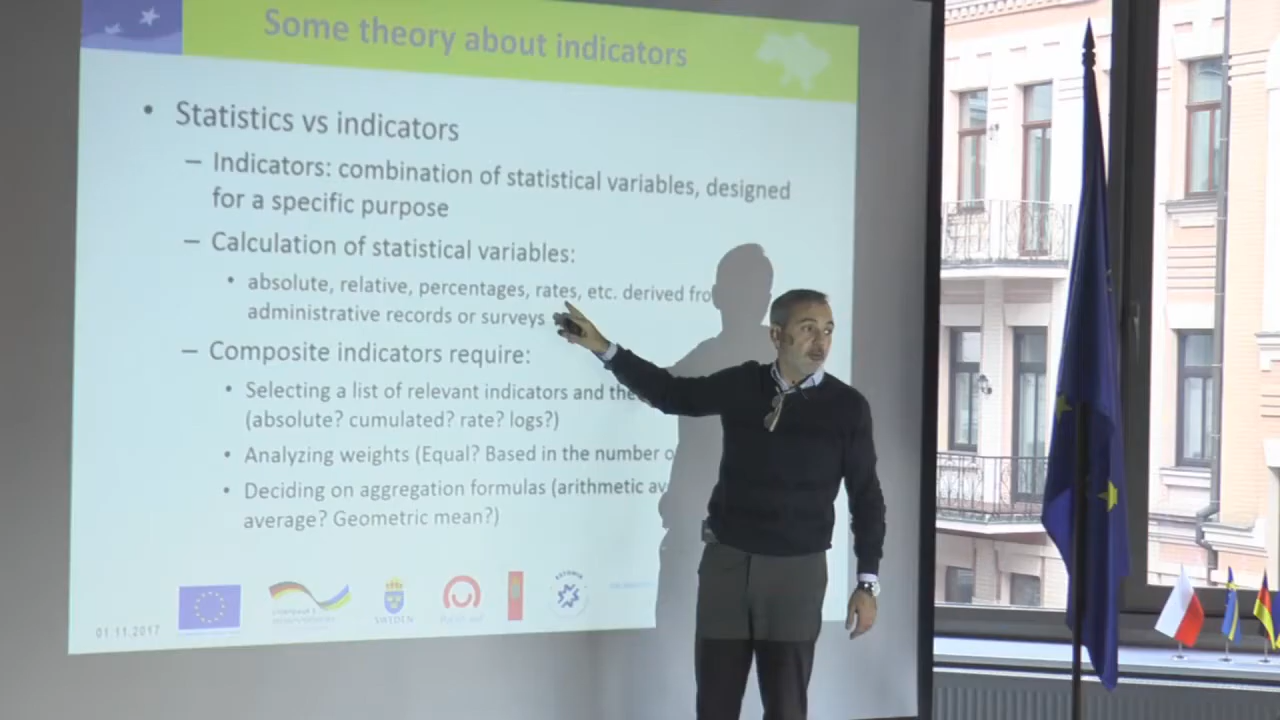 Some theory about indicators
• Statistics vs indicators
– Indicators: combination of statistical variables, designed
for a specific purpose
– Calculation of statistical variables:
• absolute, relative, percentages, rates, etc. derived fro
administrative records or surveys
– Composite indicators require:
• Selecting a list of relevant indicators and the
(absolute? cumulated? rate? logs?)
• Analyzing weights (Equal? Based in the number o
• Deciding on aggregation formulas (arithmetic av
average? Geometric mean?)
01.11.2017
SWEDEN
ESTONIA